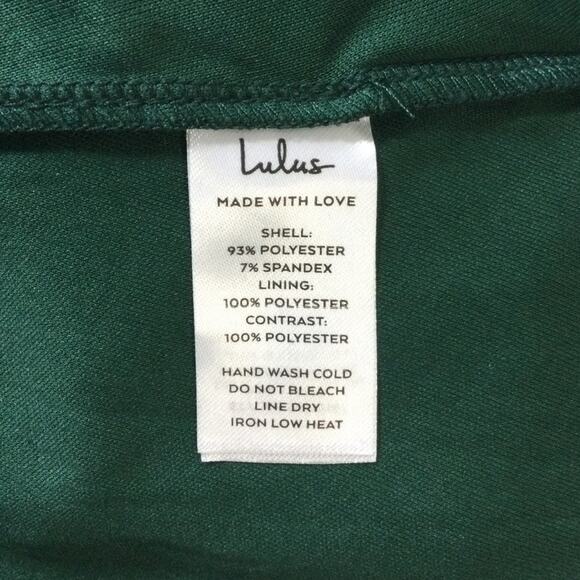 Lulus
MADE WITH LOVE
SHELL:
93% POLYESTER
7% SPANDEX
LINING:
100% POLYESTER
CONTRAST:
100% POLYESTER
HAND WASH COLD
DO NOT BLEACH
LINE DRY
IRON LOW HEAT